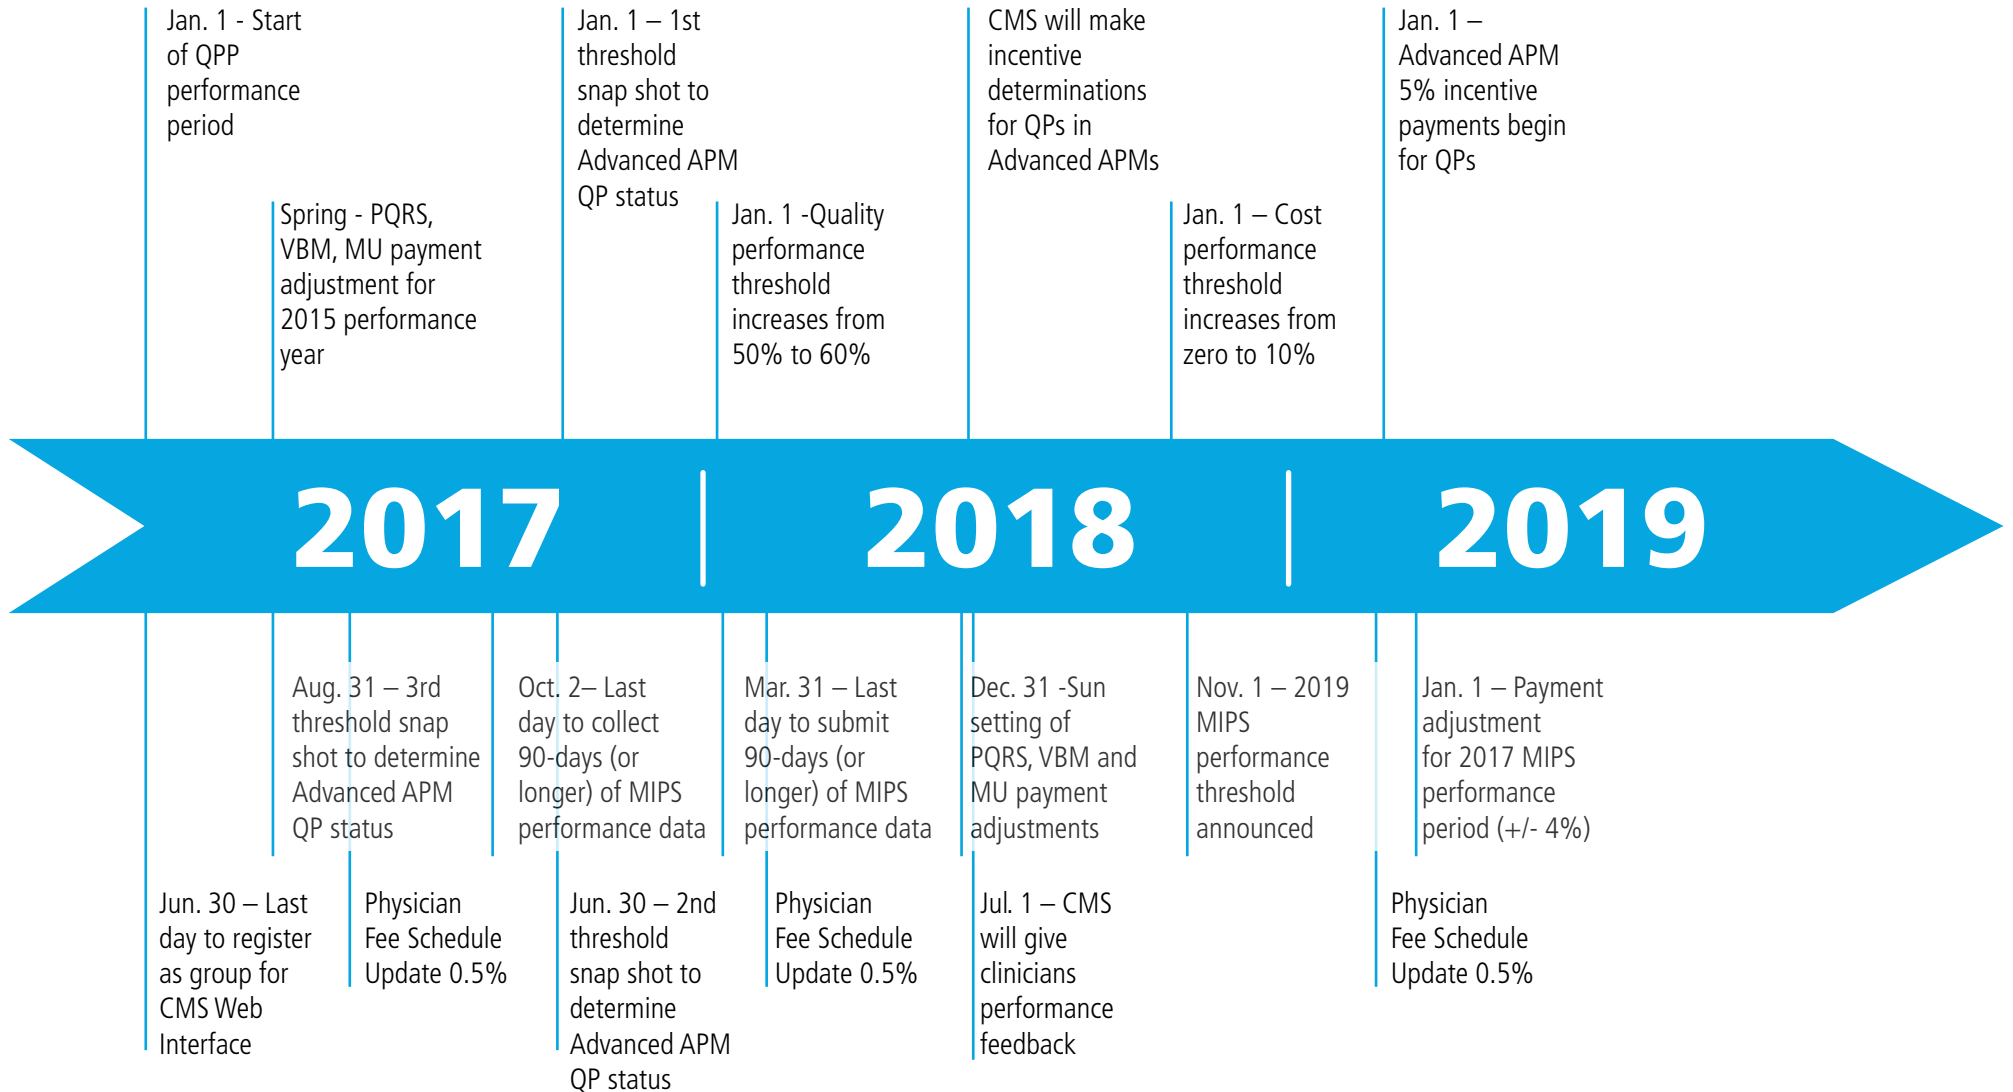 Jan. 1 - Start
of QPP
performance
period
Jan. 1 – 1st
threshold
snap shot to
determine
Advanced APM
QP status
CMS will make
incentive
determinations
for QPs in
Advanced APMs
Jan. 1 –
Advanced APM
5% incentive
payments begin
for QPs
Spring - PQRS,
VBM, MU payment
adjustment for
2015 performance
year
Jan. 1 -Quality
performance
threshold
increases from
50% to 60%
Jan. 1 – Cost
performance
threshold
increases from
zero to 10%
2017
2018
2019
Aug. 31 – 3rd
threshold snap
shot to determine
Advanced APM
QP status
Oct. 2– Last
day to collect
90-days (or
longer) of MIPS
performance data
Mar. 31 – Last
day to submit
90-days (or
longer) of MIPS
performance data
Dec. 31 -Sun
setting of
PQRS, VBM and
MU payment
adjustments
Nov. 1 – 2019
MIPS
performance
threshold
announced
Jan. 1 – Payment
adjustment
for 2017 MIPS
performance
period (+/- 4%)
Jun. 30 – Last
day to register
as group for
CMS Web
Interface
Physician
Fee Schedule
Update 0.5%
Jun. 30 – 2nd
threshold
snap shot to
determine
Advanced APM
QP status
Physician
Fee Schedule
Update 0.5%
Jul. 1 – CMS
will give
clinicians
performance
feedback
Physician
Fee Schedule
Update 0.5%